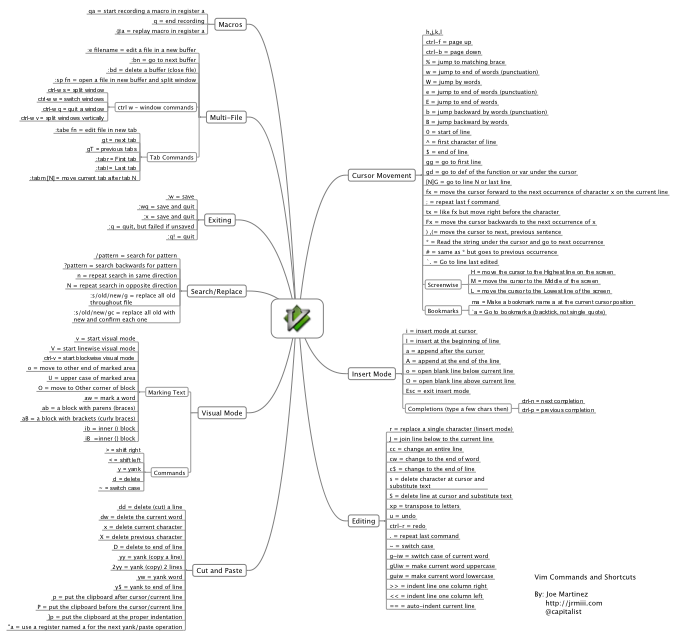 qa = start recording a macro in register a
q = end recording
@a = replay macro in register a
Macros
:e filename = edit a file in a new buffer
:bn = go to next buffer
:bd = delete a buffer (close file)
:sp fn = open a file in new buffer and split window
ctrl-w s = split window
ctrl-w w = switch windows
ctrl-w q = quit a window
ctrl-w v = split windows vertically
ctrl w - window commands
Multi-File
:tabe fn = edit file in new tab
gt = next tab
gT = previous tabs
:tabr = First tab
:tabl = Last tab
:tabm [N] = move current tab after tab N
Tab Commands
:w = save
:wq = save and quit
:x = save and quit
:q = quit, but failed if unsaved
:q! = quit
Exiting
/pattern = search for pattern
?pattern = search backwards for pattern
n = repeat search in same direction
N = repeat search in opposite direction
:s/old/new/g = replace all old
throughout file
:s/old/new/gc = replace all old with
new and confirm each one
Search/Replace
v = start visual mode
V = start linewise visual mode
ctrl-v = start blockwise visual mode
o = move to other end of marked area
U = upper case of marked area
O = move to Other corner of block
aw = mark a word
ab = a block with parens (braces)
aB = a block with brackets (curly braces)
ib = inner () block
iB =inner {} block
Marking Text
Visual Mode
> = shift right
< = shift left
y = yank
d = delete
~ = switch case
Commands
dd = delete (cut) a line
dw = delete the current word
x = delete current character
X = delete previous character
D = delete to end of line
yy = yank (copy a line)
2yy = yank (copy) 2 lines
yw = yank word
y$ = yank to end of line
p = put the clipboard after cursor/current line
P = put the clipboard before the cursor/current line
]p = put the clipboard at the proper indentation
"a = use a register named a for the next yank/paste operation
Cut and Paste
h,j,k,l
ctrl-f = page up
ctrl-b = page down
% = jump to matching brace
w = jump to end of words (punctuation)
W = jump by words
e = jump to end of words (punctuation)
E = jump to end of words
b = jump backward by words (punctuation)
B = jump backward by words
0 = start of line
^ = first character of line
$ = end of line
gg = go to first line
gd = go to def of the function or var under the cursor
[N]G = go to line N or last line
fx = move the cursor forward to the next occurrence of character x on the current line
; = repeat last f command
tx = like fx but move right before the character
Fx = move the cursor backwards to the next occurrence of x
),(= move the cursor to next, previous sentence
* = Read the string under the cursor and go to next occurrence
# = same as * but goes to previous occurrence
`. = Go to line last edited
Cursor Movement
H = move the cursor to the Highest line on the screen
M = move the cursor to the Middle of the screen
L = move the cursor to the Lowest line of the screen
Screenwise
ma = Make a bookmark name a at the current cursor position
`a = Go to bookmark a (backtick, not single quote)
Bookmarks
i = insert mode at cursor
I = insert at the beginning of line
a = append after the cursor
A = append at the end of the line
o = open blank line below current line
O = open blank line above current line
Esc = exit insert mode
Insert Mode
Completions (type a few chars then)
ctrl-n = next completion
ctrl-p = previous completion
r = replace a single character (Insert mode)
J = join line below to the current line
cc = change an entire line
cw = change to the end of word
c$ = change to the end of line
s = delete character at cursor and
substitute text
S = delete line at cursor and substitute text
xp = transpose to letters
u = undo
ctrl-r = redo
. = repeat last command
~ = switch case
g~iw = switch case of current word
gUiw = make current word uppercase
guiw = make current word lowercase
>> = indent line one column right
<< = indent line one column left
== = auto-indent current line
Editing
Vim Commands and Shortcuts
By: Joe Martinez
http://jrmiii.com
@capitalist